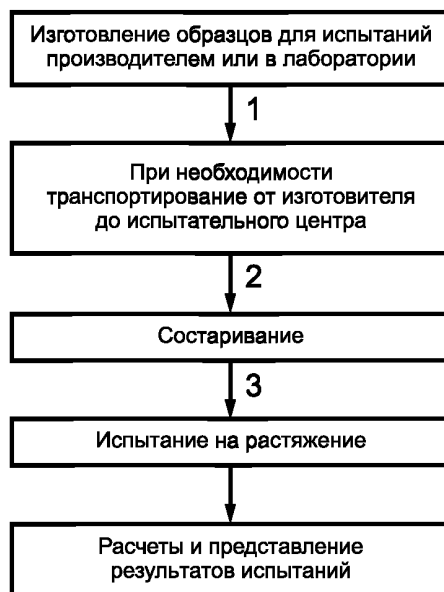 Изготовление образцов для испытаний
производителем или в лаборатории
1
При необходимости
транспортирование от изготовителя
до испытательного центра
2
Состаривание
3
Испытание на растяжение
Расчеты и представление
результатов испытаний